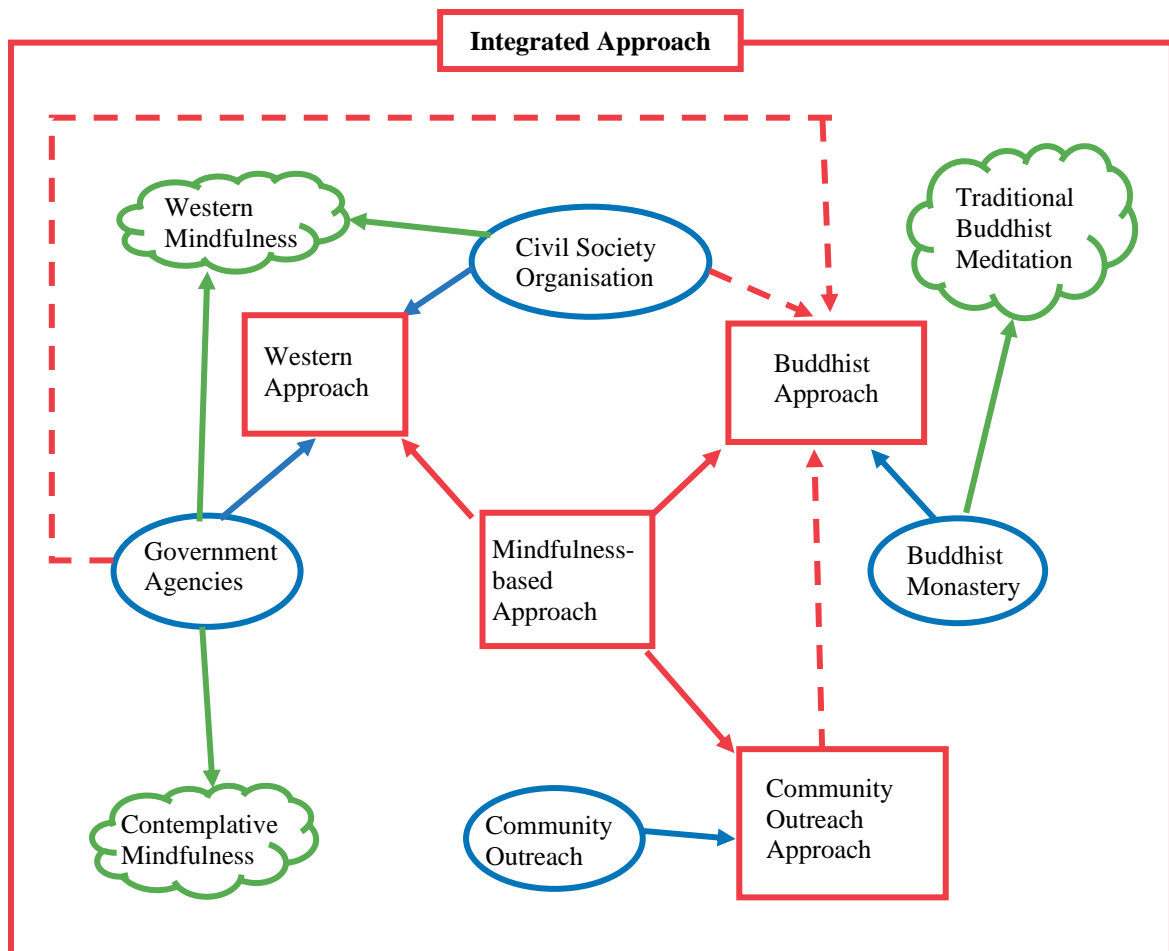 Integrated Approach
Western
Mindfulness
Civil Society
Organisation
Traditional
Buddhist
Meditation
Western
Approach
Buddhist
Approach
Government
Agencies
Mindfulness-
based
Approach
Buddhist
Monastery
Contemplative
Mindfulness
Community
Outreach
Community
Outreach
Approach